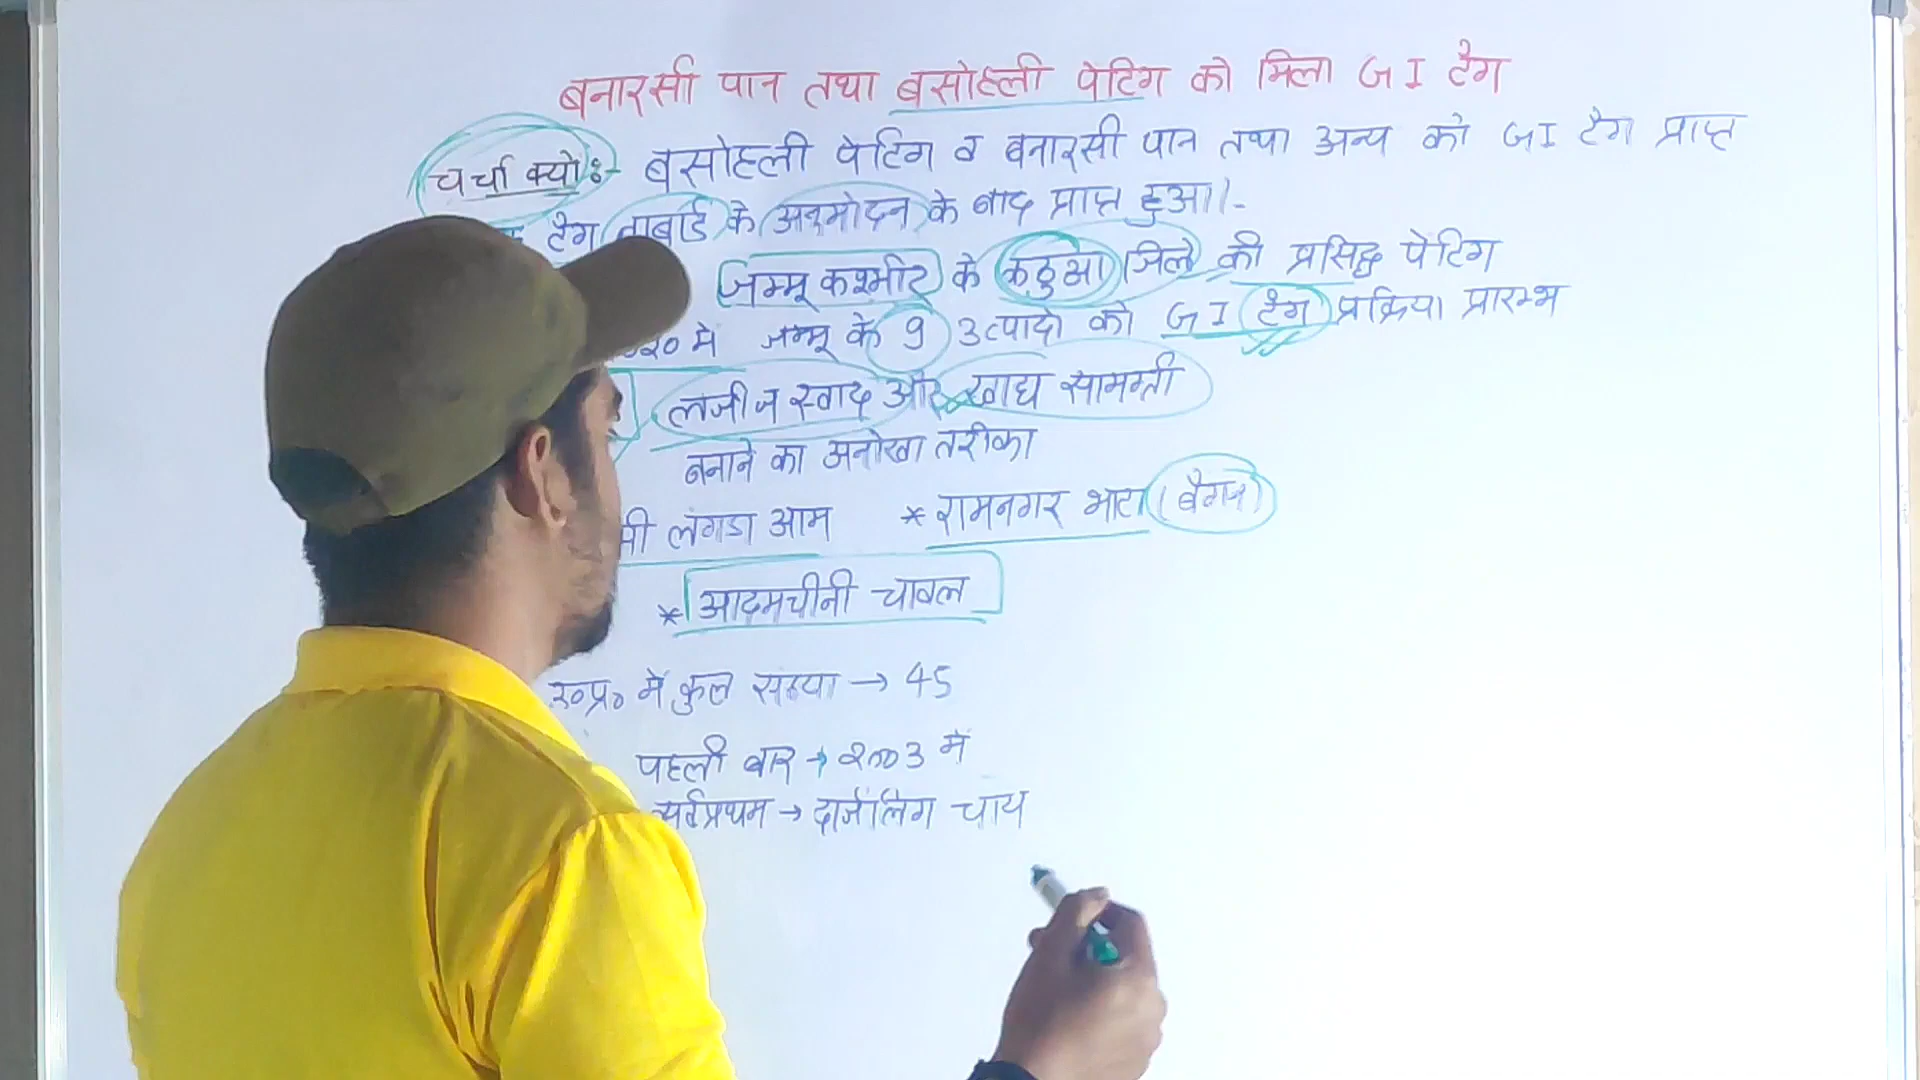 बनारसी पान तथा बसोहली पेटिंग को मिला GI टैग
चर्चा क्यो :- बसोहली पेटिंग व बनारसी पान तथा अन्य को GI टैग प्राप्त
टैग नाबार्ड के अनुमोदन के बाद प्राप्त हुआ।-
जम्मू कश्मीर के कठुआ जिले की प्रसिद्ध पेटिंग
में जम्मू के 9 उत्पादो को GI टैग प्रक्रिया प्रारम्भ
लजीज स्वाद और खाद्य सामग्री
बनाने का अनोखा तरीका
लंगडा आम * रामनगर भाटा (बैगन)
* आदमचीनी चावल
उ०प्र० में कुल सख्या → 45
पहली बार → 2003 में
सर्वप्रथम → दार्जेलिंग चाय